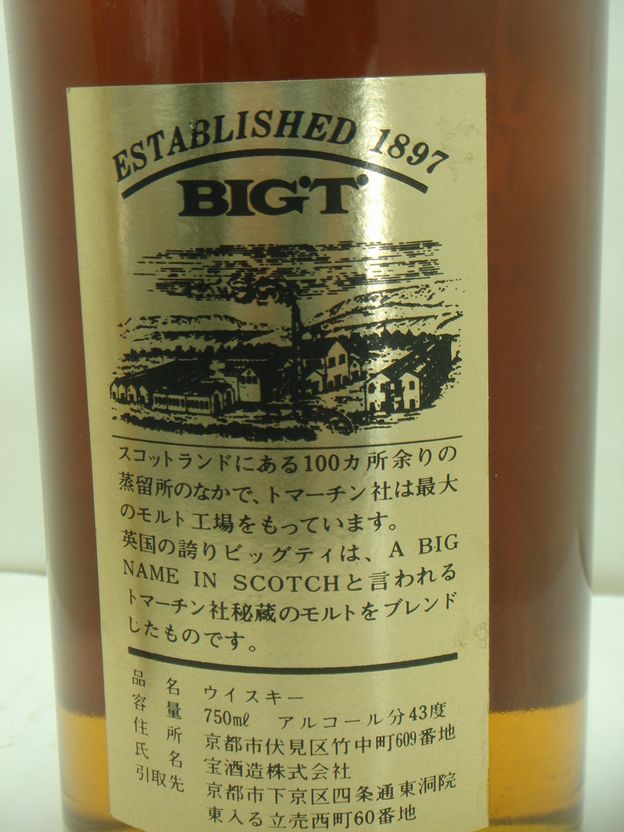 ESTABLISHED 1897
BIG "T"
スコットランドにある100カ所余りの
蒸留所のなかで、トマーチン社は最大
のモルト工場をもっています。
英国の誇りビッグティは、A BIG
NAME IN SCOTCHと言われる
トマーチン社秘蔵のモルトをブレンド
したものです。
品名 ウイスキー
容量 750mℓ アルコール分43度
住所 京都市伏見区竹中町609番地
氏名 宝酒造株式会社
引取先 京都市下京区四条通東洞院
東入る立売西町60番地